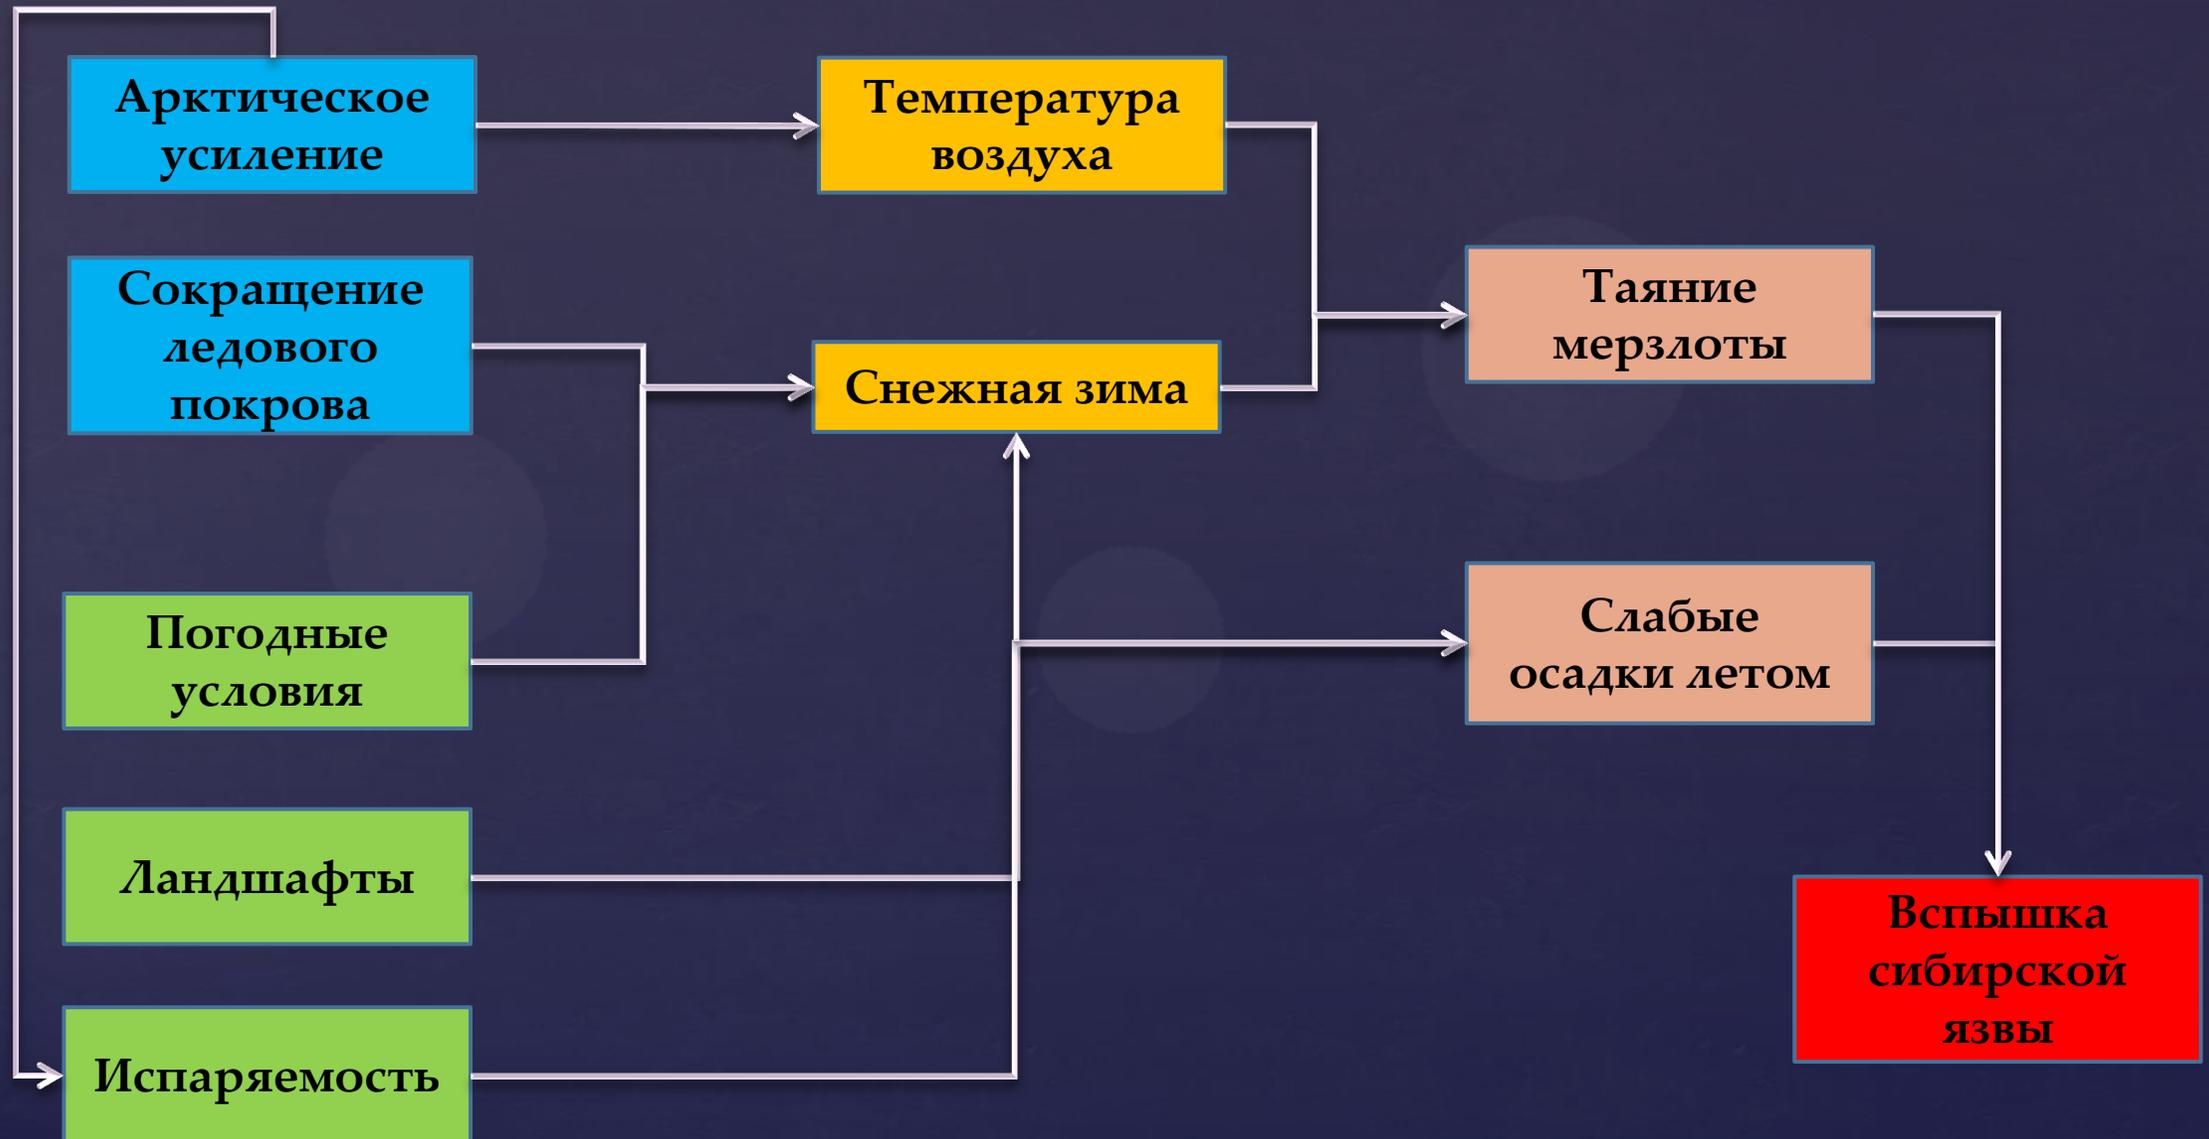 Арктическое
усиление
Температура
воздуха
Сокращение
ледового
покрова
Снежная зима
Таяние
мерзлоты
Погодные
условия
Слабые
осадки летом
Ландшафты
Вспышка
сибирской
язвы
Испаряемость